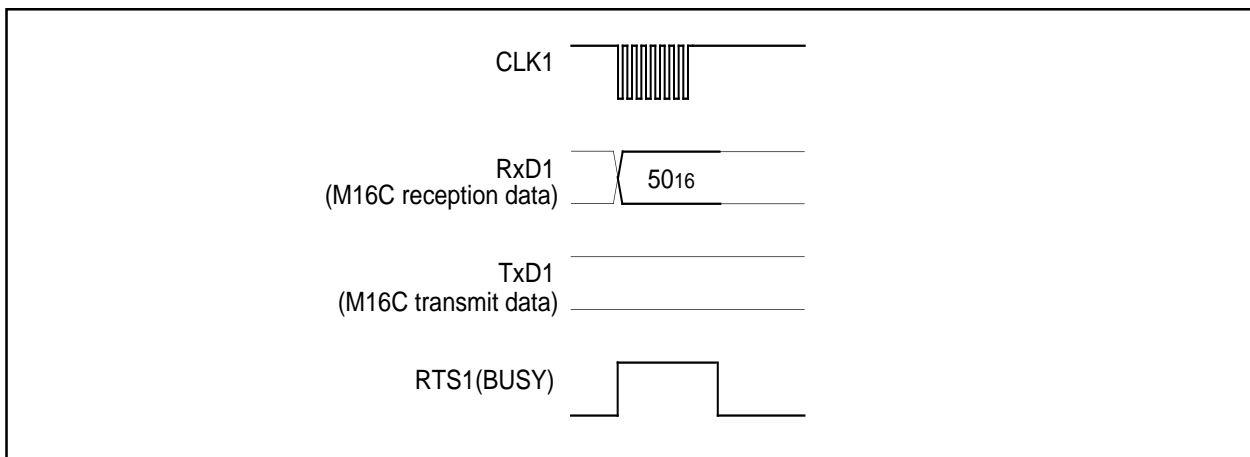 CLK1
RxD1
(M16C reception data)
5016
TxD1
(M16C transmit data)
RTS1(BUSY)